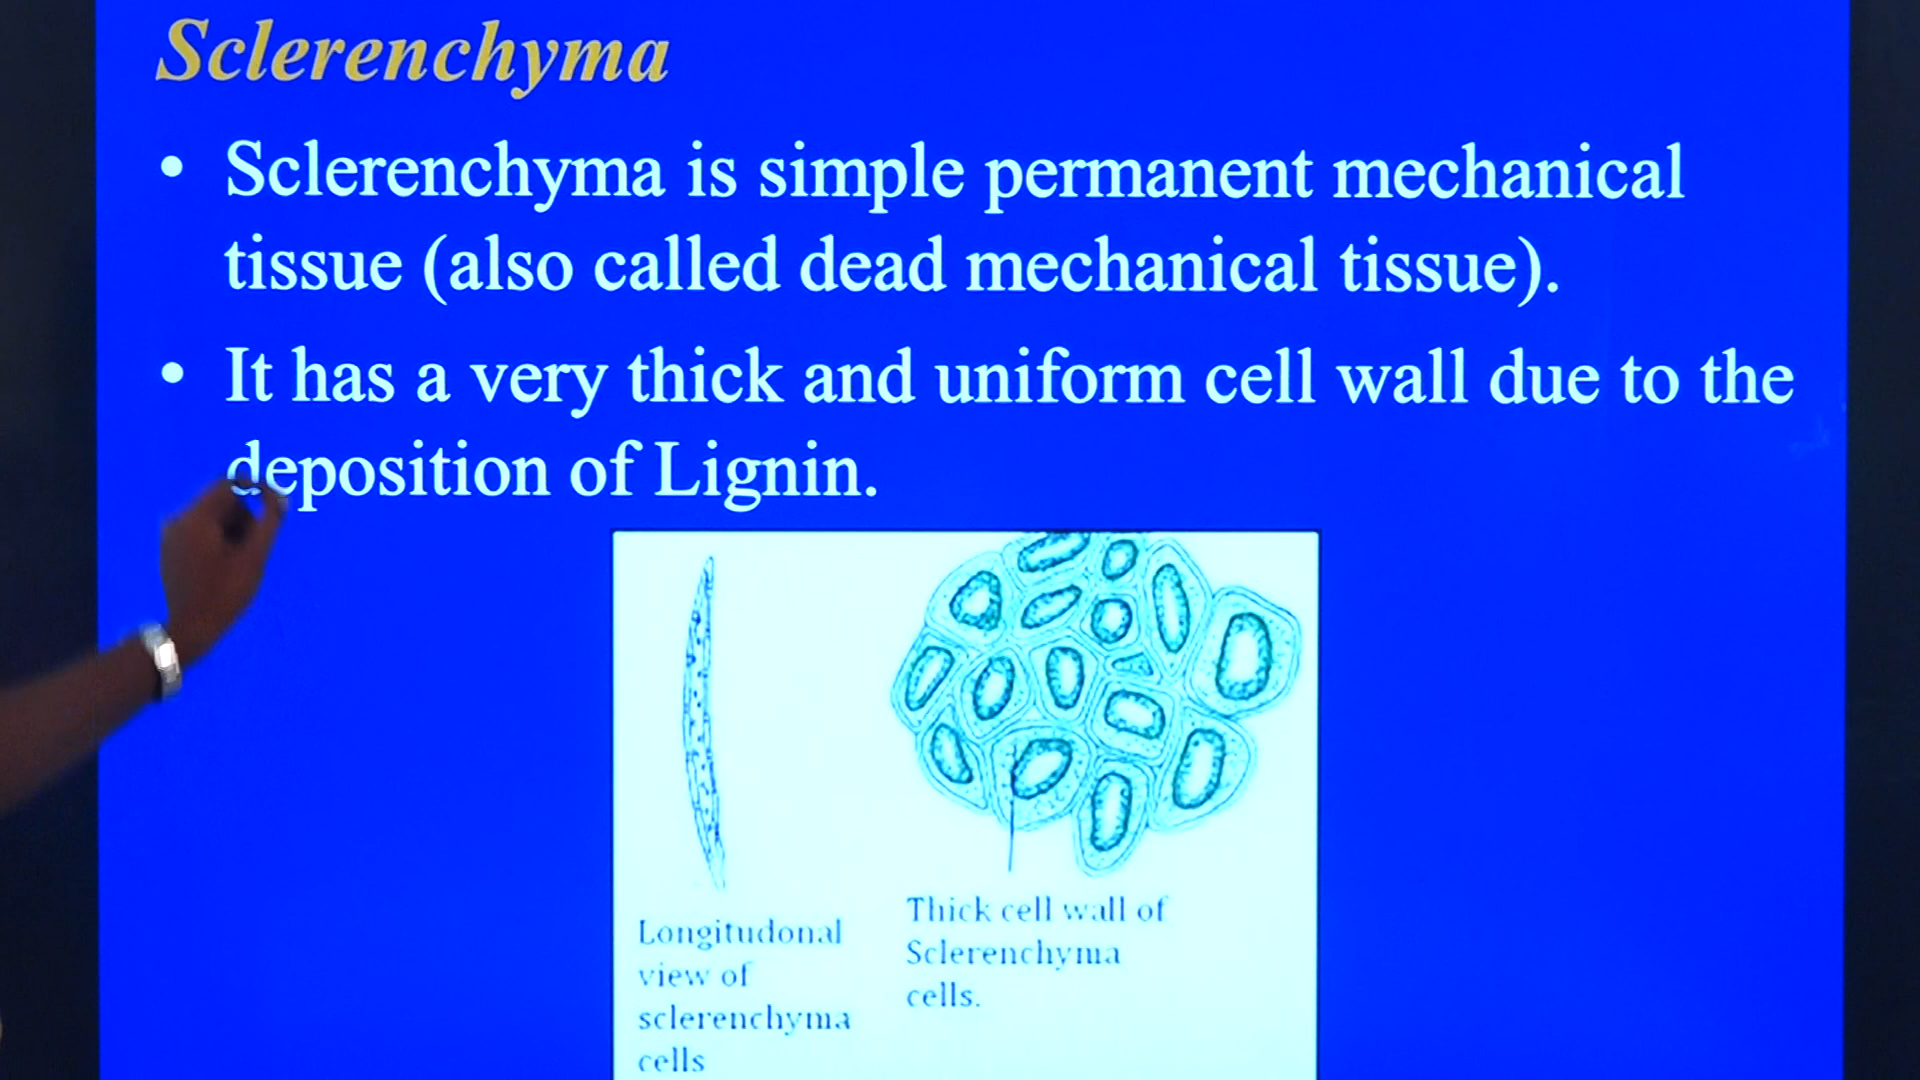 Sclerenchyma
• Sclerenchyma is simple permanent mechanical
tissue (also called dead mechanical tissue).
• It has a very thick and uniform cell wall due to the
deposition of Lignin.
Longitudonal
view of
sclerenchyma
cells
Thick cell wall of
Sclerenchyma
cells.